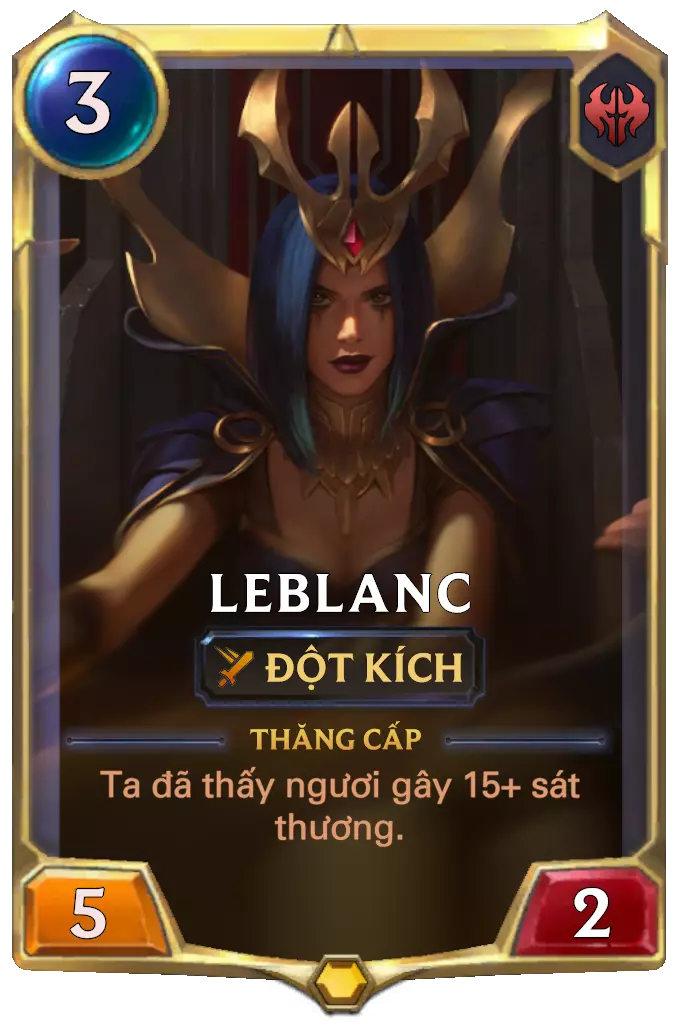 3
LEBLANC
ĐỘT KÍCH
THĂNG CẤP
Ta đã thấy ngươi gây 15+ sát
thương.
5
2